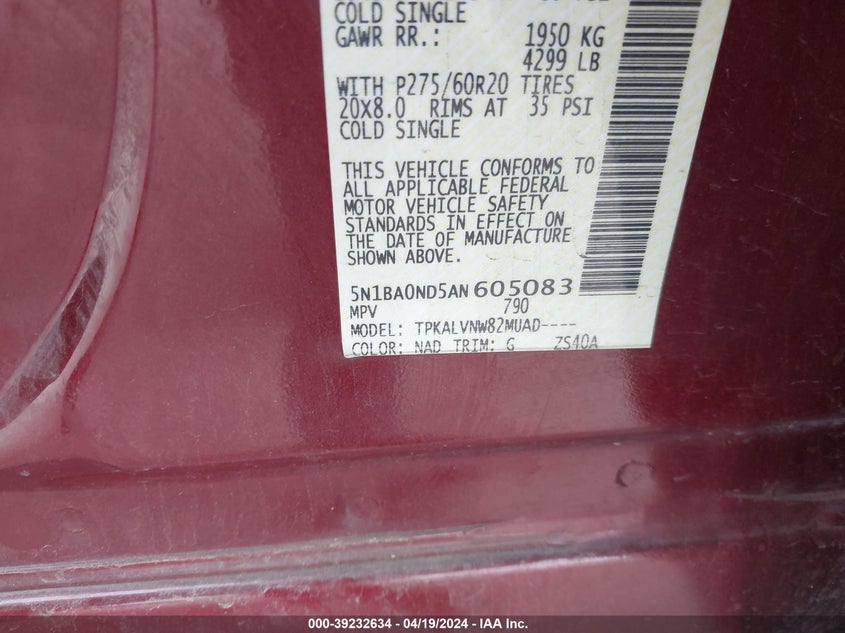 COLD SINGLE
GAWR RR.: 1950 KG
4299 LB
WITH P275/60R20 TIRES
20X8.0 RIMS AT 35 PSI
COLD SINGLE
THIS VEHICLE CONFORMS TO
ALL APPLICABLE FEDERAL
MOTOR VEHICLE SAFETY
STANDARDS IN EFFECT ON
THE DATE OF MANUFACTURE
SHOWN ABOVE.
5N1BA0ND5AN605083
MPV 790
MODEL: TPKALVNW82MUAD----
COLOR: NAD TRIM: G ZS40A
000-39232634 - 04/19/2024 - IAA Inc.